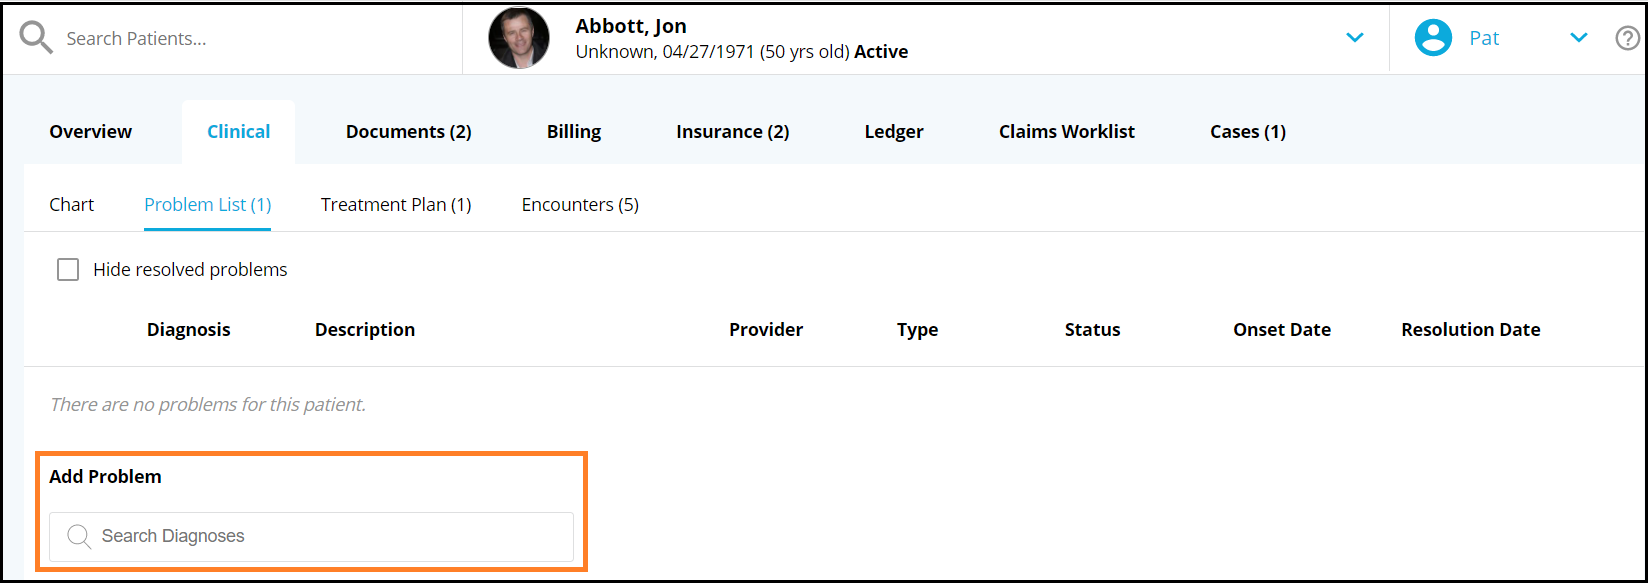 Search Patients...
Abbott, Jon
Unknown, 04/27/1971 (50 yrs old) Active
Pat
?
Overview Clinical Documents (2) Billing Insurance (2) Ledger Claims Worklist Cases (1)
Chart Problem List (1) Treatment Plan (1) Encounters (5)
Hide resolved problems
Diagnosis Description Provider Type Status Onset Date Resolution Date
There are no problems for this patient.
Add Problem
Search Diagnoses